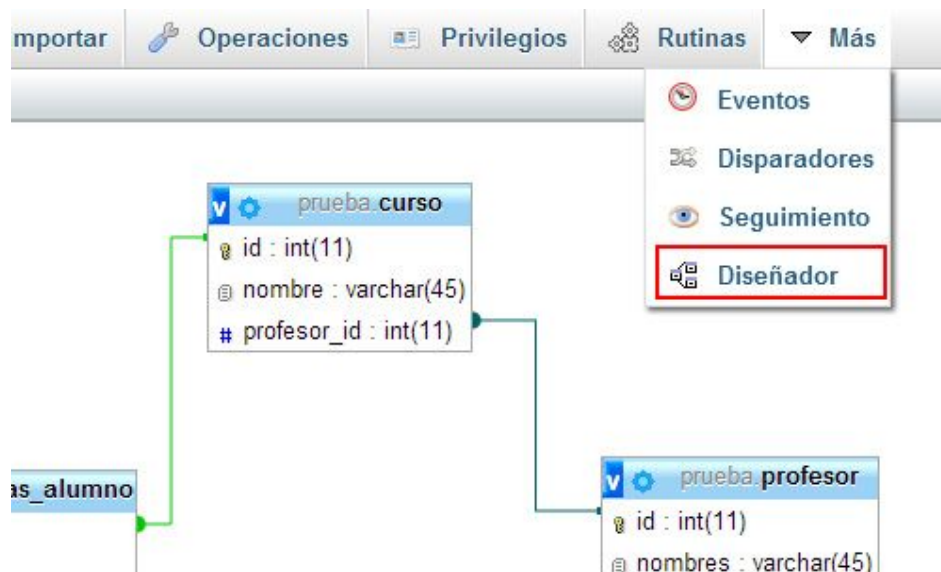 mportar Operaciones Privilegios Rutinas Más
Eventos
Disparadores
Seguimiento
Diseñador
v prueba.curso
id : int(11)
nombre : varchar(45)
# profesor_id : int(11)
as_alumno
v prueba.profesor
id : int(11)
nombres : varchar(45)